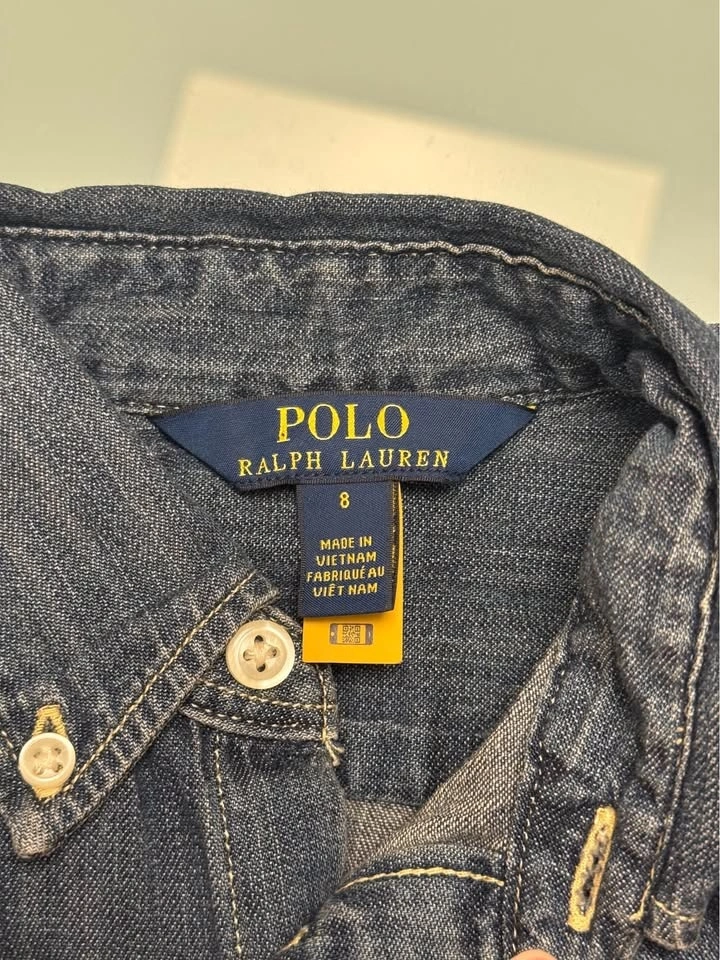 POLO
RALPH LAUREN
8
MADE IN
VIETNAM
FABRIQUÉ AU
VIÊT NAM